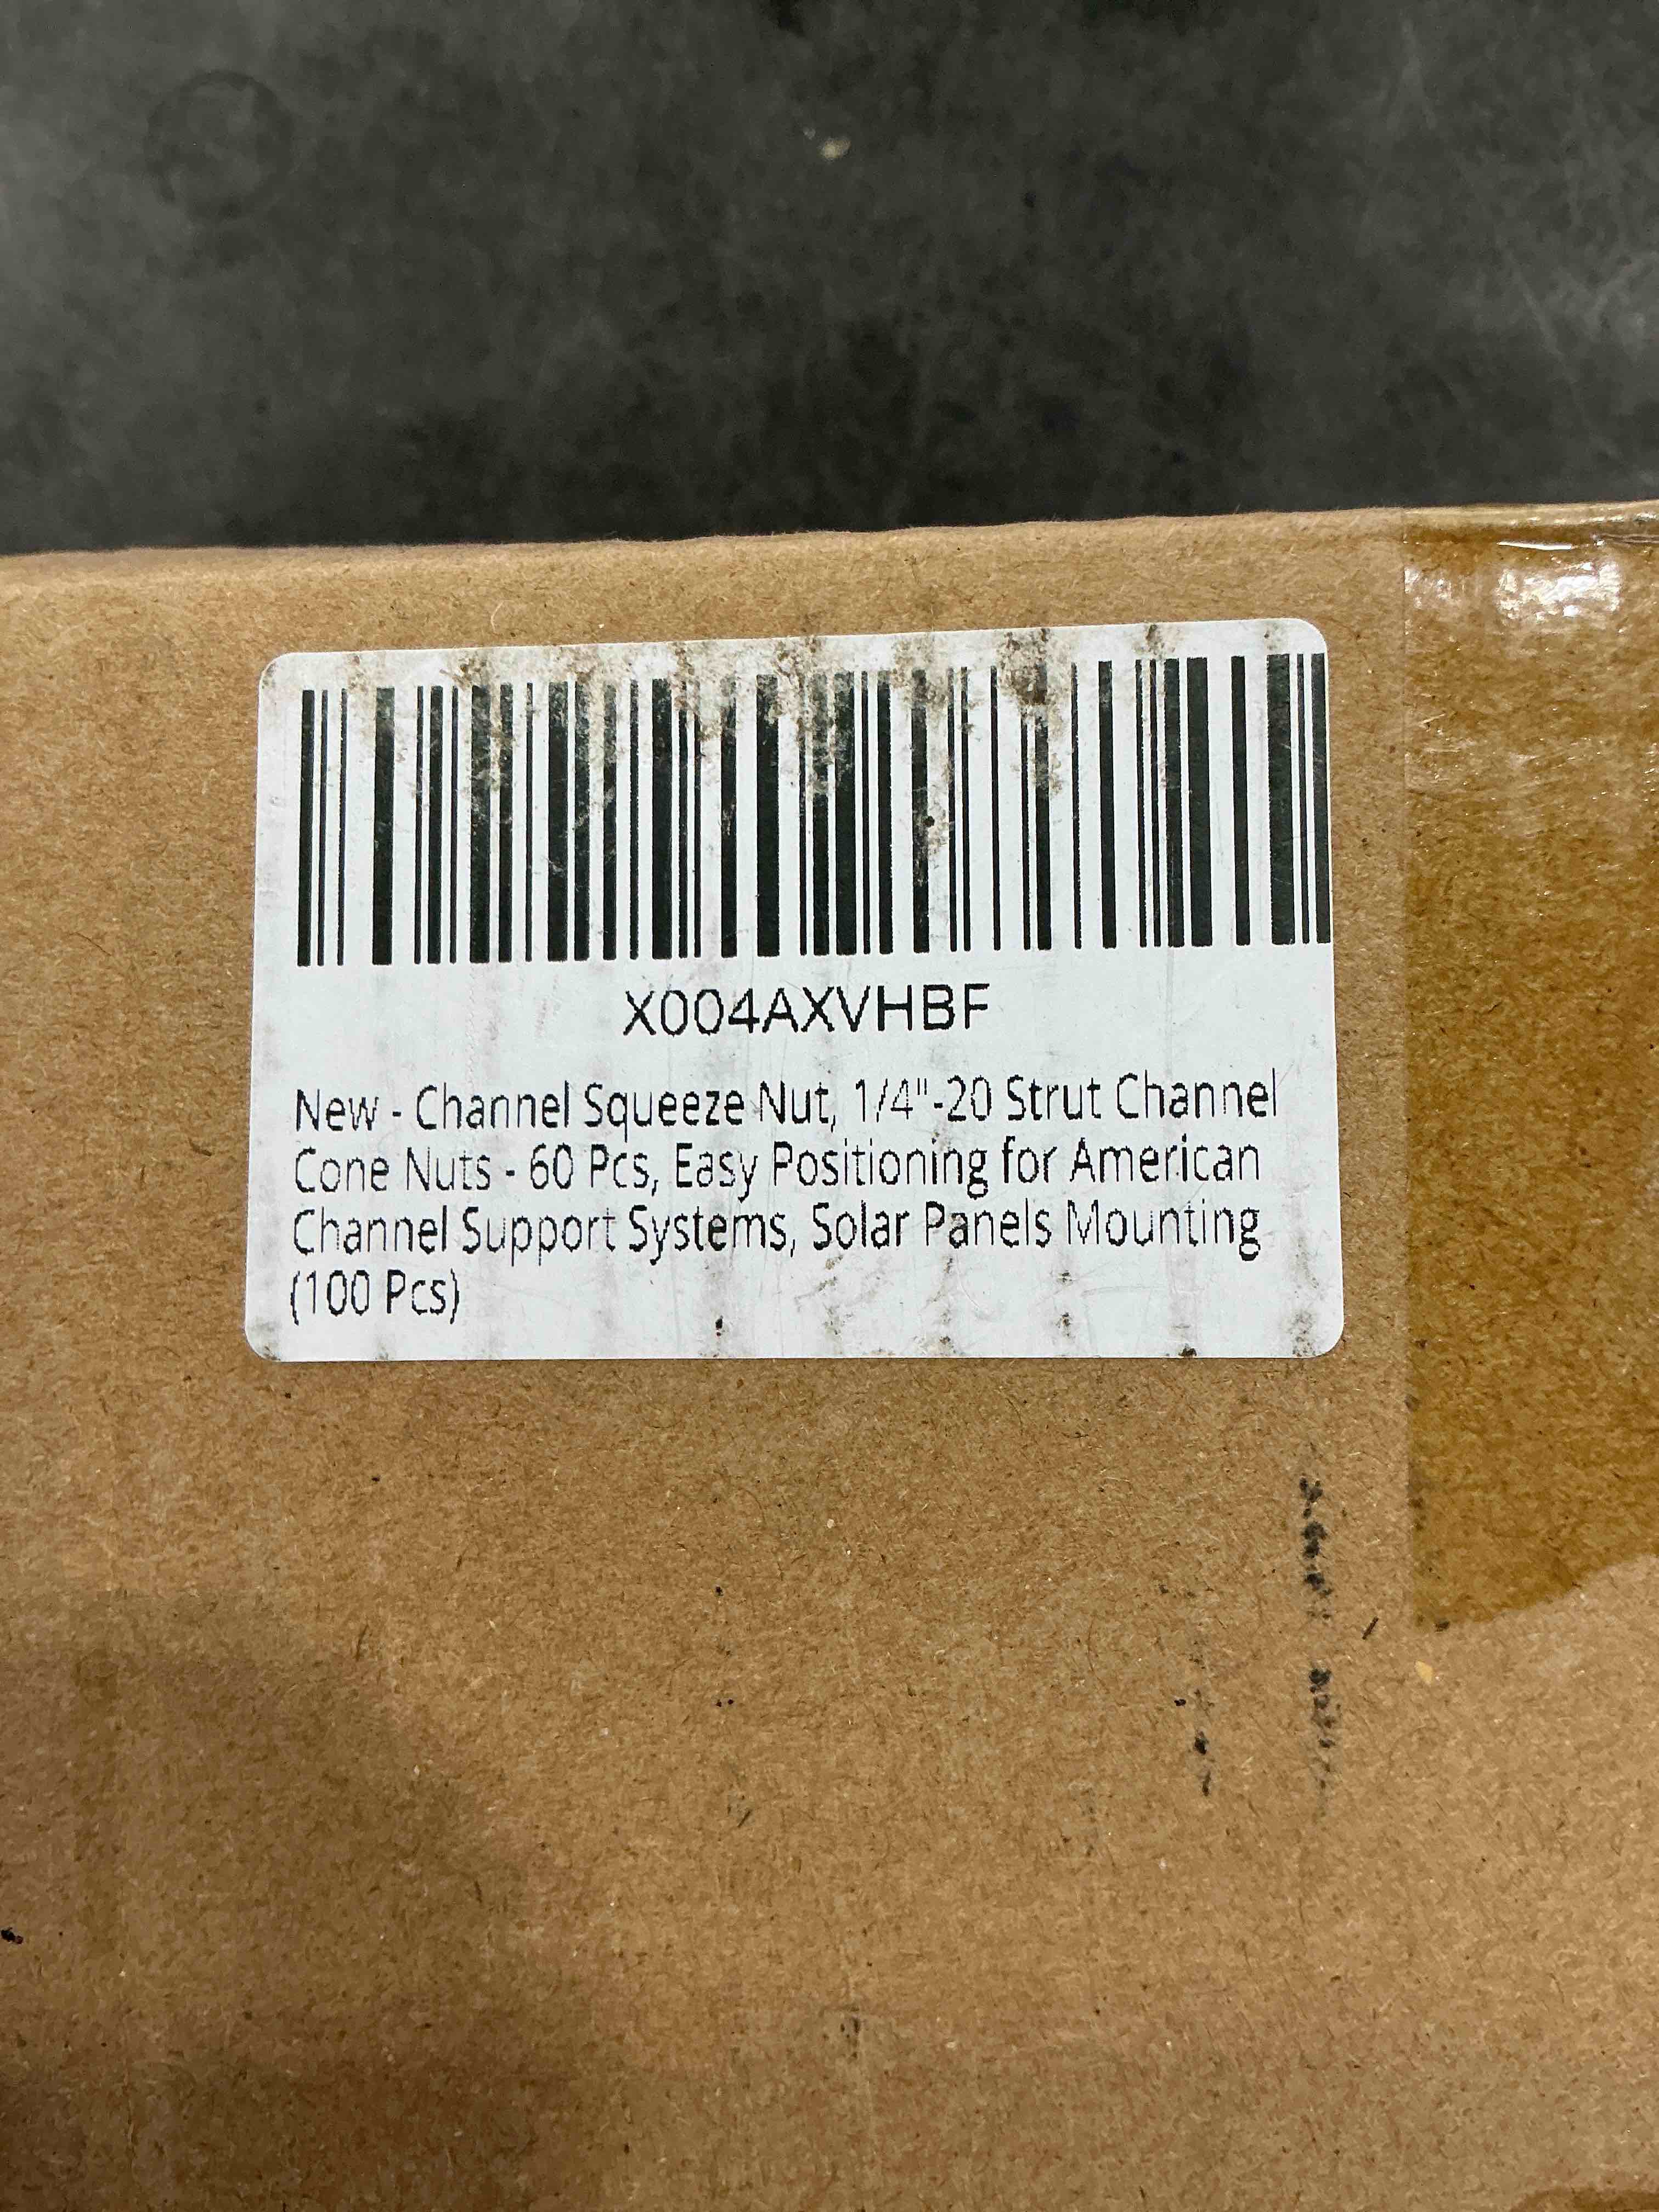 X004AXVHBF
New - Channel Squeeze Nut, 1/4"-20 Strut Channel
Cone Nuts - 60 Pcs, Easy Positioning for American
Channel Support Systems, Solar Panels Mounting
(100 Pcs)